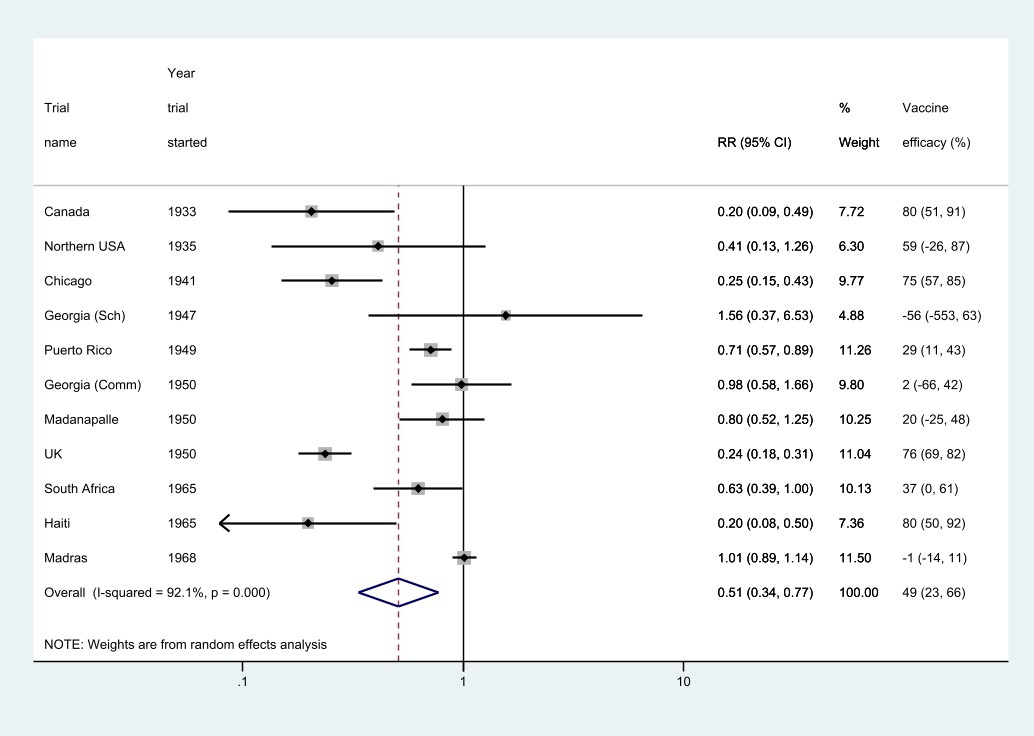 Year
Trial trial % Vaccine
name started RR (95% CI) Weight efficacy (%)
Canada 1933 0.20 (0.09, 0.49) 7.72 80 (51, 91)
Northern USA 1935 0.41 (0.13, 1.26) 6.30 59 (-26, 87)
Chicago 1941 0.25 (0.15, 0.43) 9.77 75 (57, 85)
Georgia (Sch) 1947 1.56 (0.37, 6.53) 4.88 -56 (-553, 63)
Puerto Rico 1949 0.71 (0.57, 0.89) 11.26 29 (11, 43)
Georgia (Comm) 1950 0.98 (0.58, 1.66) 9.80 2 (-66, 42)
Madanapalle 1950 0.80 (0.52, 1.25) 10.25 20 (-25, 48)
UK 1950 0.24 (0.18, 0.31) 11.04 76 (69, 82)
South Africa 1965 0.63 (0.39, 1.00) 10.13 37 (0, 61)
Haiti 1965 0.20 (0.08, 0.50) 7.36 80 (50, 92)
Madras 1968 1.01 (0.89, 1.14) 11.50 -1 (-14, 11)
Overall (I-squared = 92.1%, p = 0.000) 0.51 (0.34, 0.77) 100.00 49 (23, 66)
NOTE: Weights are from random effects analysis
.1 1 10